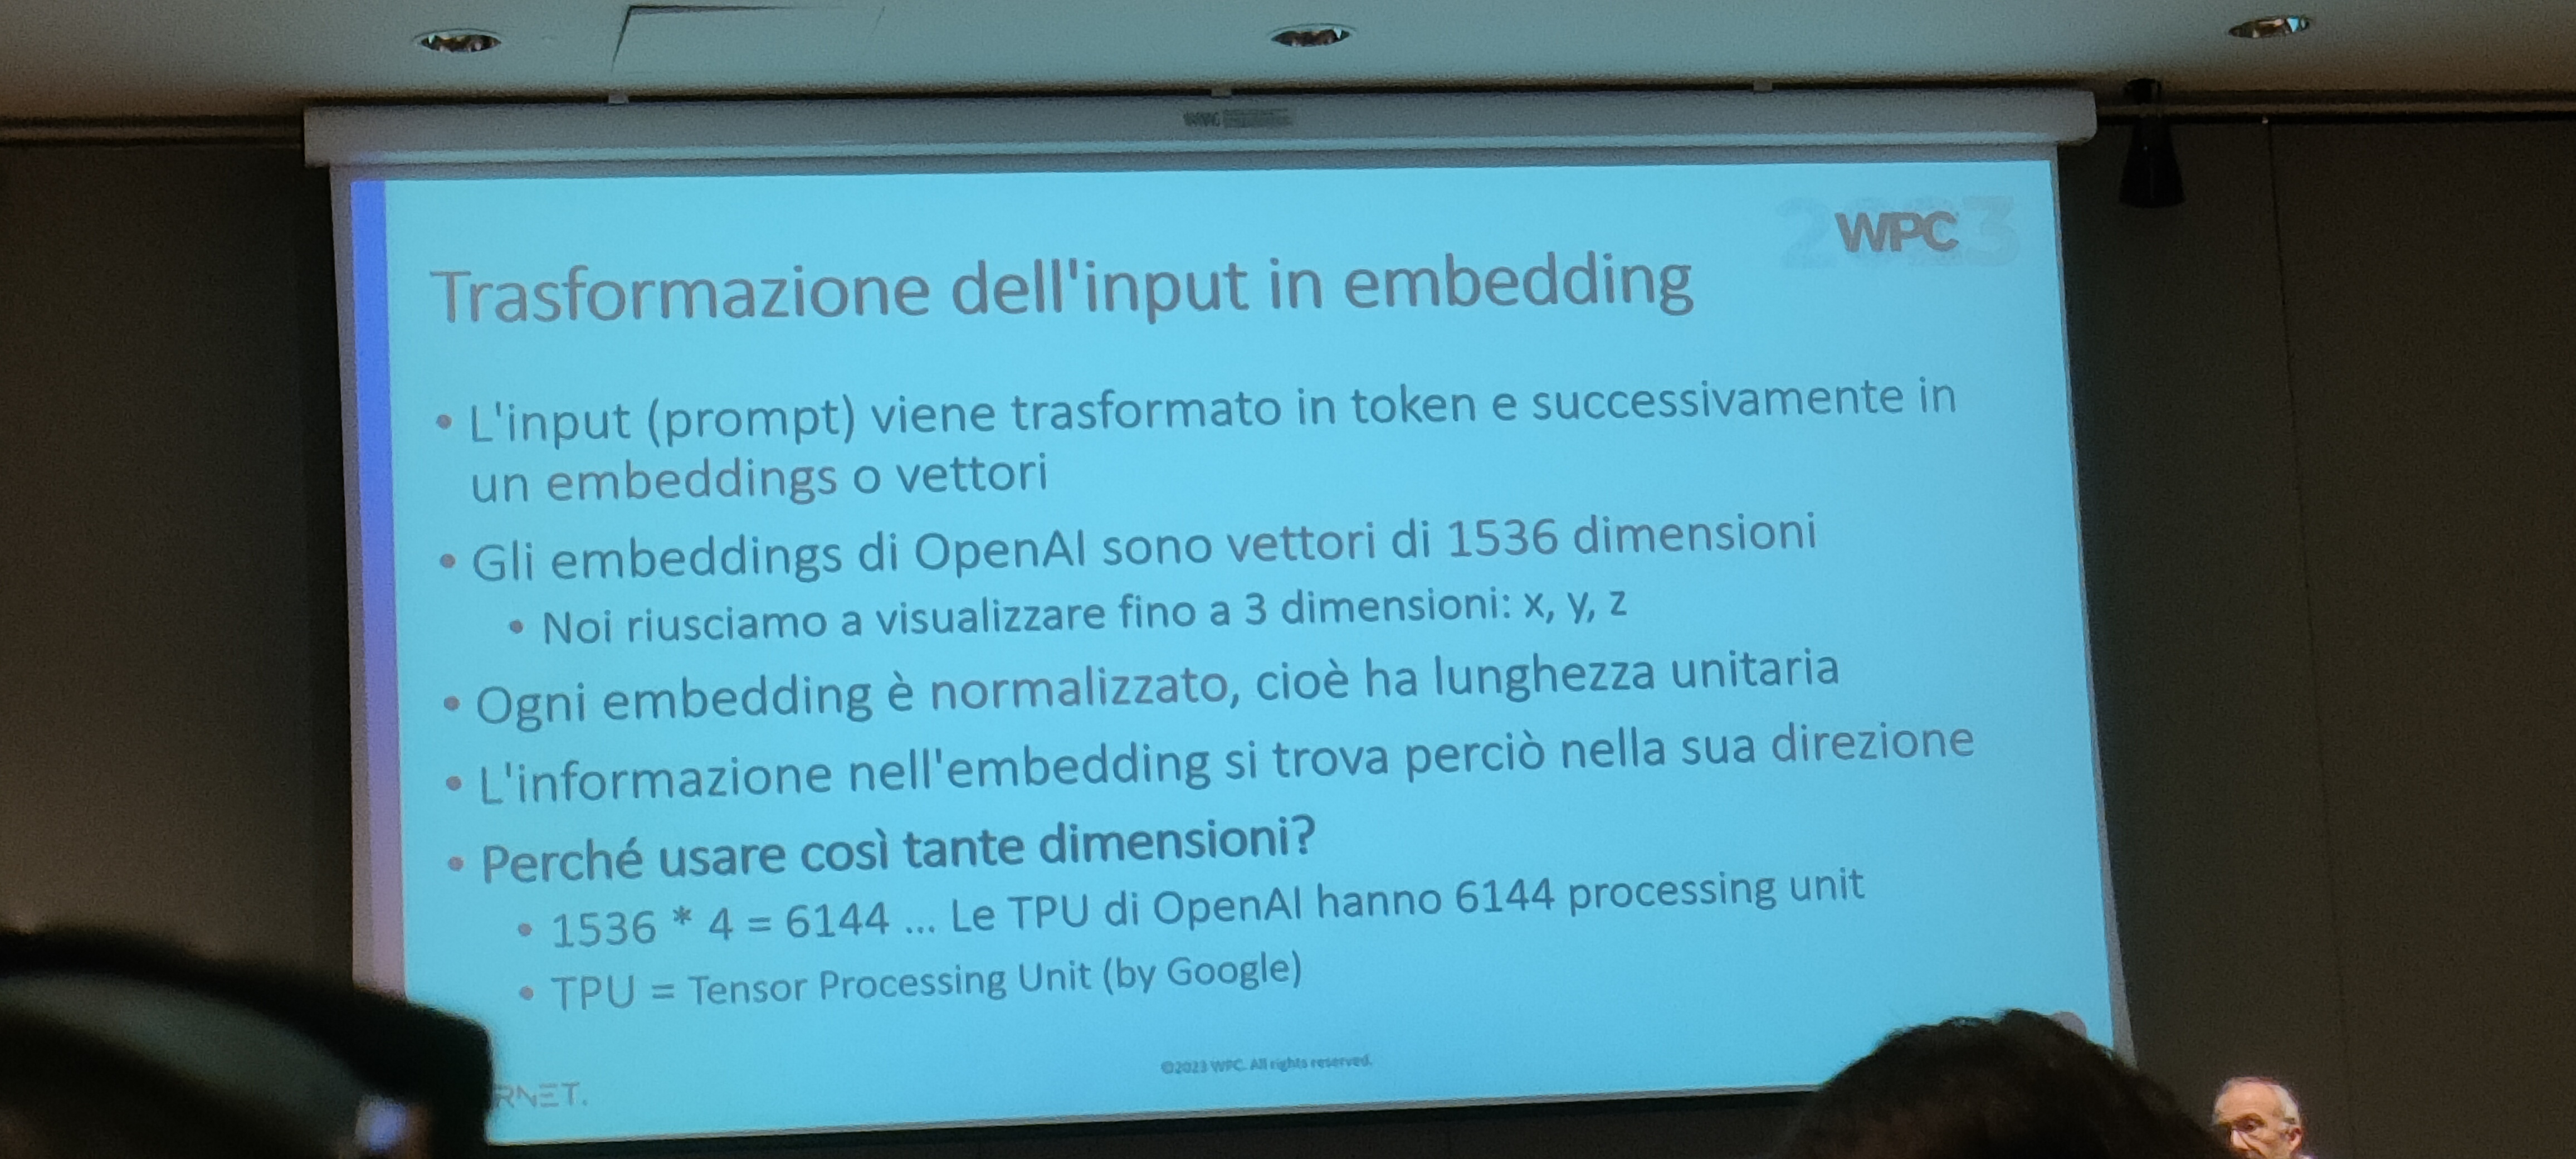 WPC
Trasformazione dell'input in embedding
• L'input (prompt) viene trasformato in token e successivamente in
un embeddings o vettori
• Gli embeddings di OpenAI sono vettori di 1536 dimensioni
• Noi riusciamo a visualizzare fino a 3 dimensioni: x, y, z
• Ogni embedding è normalizzato, cioè ha lunghezza unitaria
• L'informazione nell'embedding si trova perciò nella sua direzione
• Perché usare così tante dimensioni?
• 1536 * 4 = 6144 ... Le TPU di OpenAI hanno 6144 processing unit
• TPU = Tensor Processing Unit (by Google)
©2023 WPC. All rights reserved.
RNET.